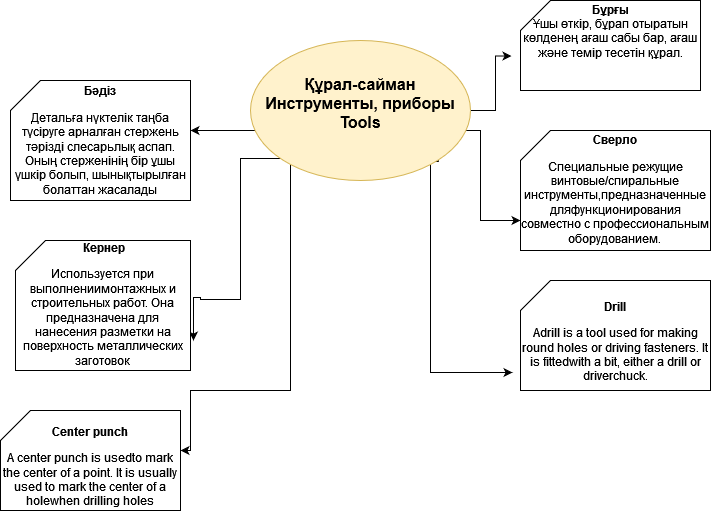 Құрал-сайман
Инструменты, приборы
Tools
Бәдіз
Детальға нүктелік таңба
түсіруге арналған стержень
тәрізді слесарьлық аспап.
Оның стерженінің бір ұшы
үшкір болып, шынықтырылған
болаттан жасалады
Кернер
Используется при
выполнениимонтажных и
строительных работ. Она
предназначена для
нанесения разметки на
поверхность металлических
заготовок
Center punch
A center punch is usedto mark
the center of a point. It is usually
used to mark the center of a
holewhen drilling holes
Бұрғы
Ұшы өткір, бұрап отыратын
көлденең ағаш сабы бар, ағаш
және темір тесетін құрал.
Сверло
Специальные режущие
винтовые/спиральные
инструменты,предназначенные
дляфункционирования
совместно с профессиональным
оборудованием.
Drill
Adrill is a tool used for making
round holes or driving fasteners. It
is fittedwith a bit, either a drill or
driverchuck.